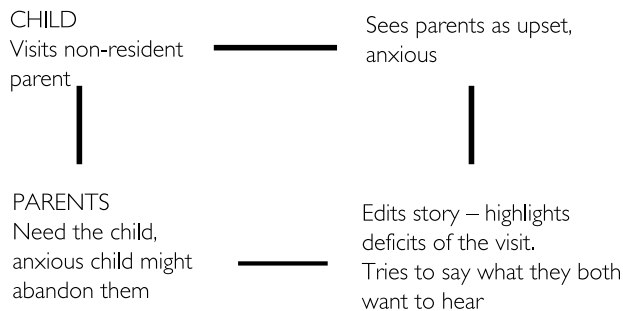 CHILD
Visits non-resident
parent
Sees parents as upset,
anxious
PARENTS
Need the child,
anxious child might
abandon them
Edits story – highlights
deficits of the visit.
Tries to say what they both
want to hear